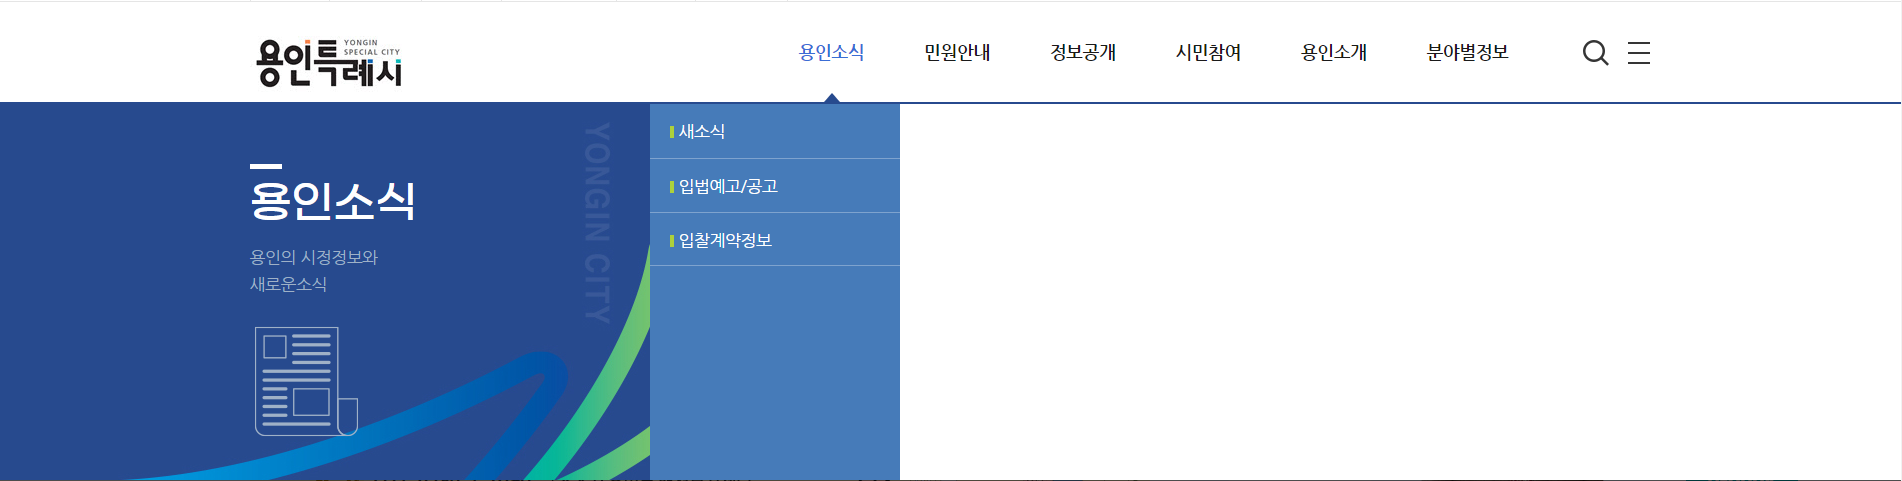 용인특례시
YONGIN
SPECIAL CITY
용인소식
민원안내
정보공개
시민참여
용인소개
분야별정보
용인소식
용인의 시정정보와
새로운소식
YONGIN CITY
새소식
입법예고/공고
입찰계약정보